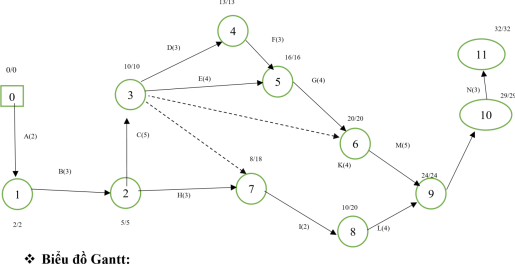 13/13
4
D(3)
F(3)
32/32
11
0/0
10/10
E(4)
16/16
5
G(4)
0
3
N(3)
29/29
10
A(2)
C(5)
20/20
6
M(5)
K(4)
B(3)
8/18
1
2
H(3)
7
24/24
9
2/2
5/5
I(2)
10/20
8
L(4)
❖ Biểu đồ Gantt: